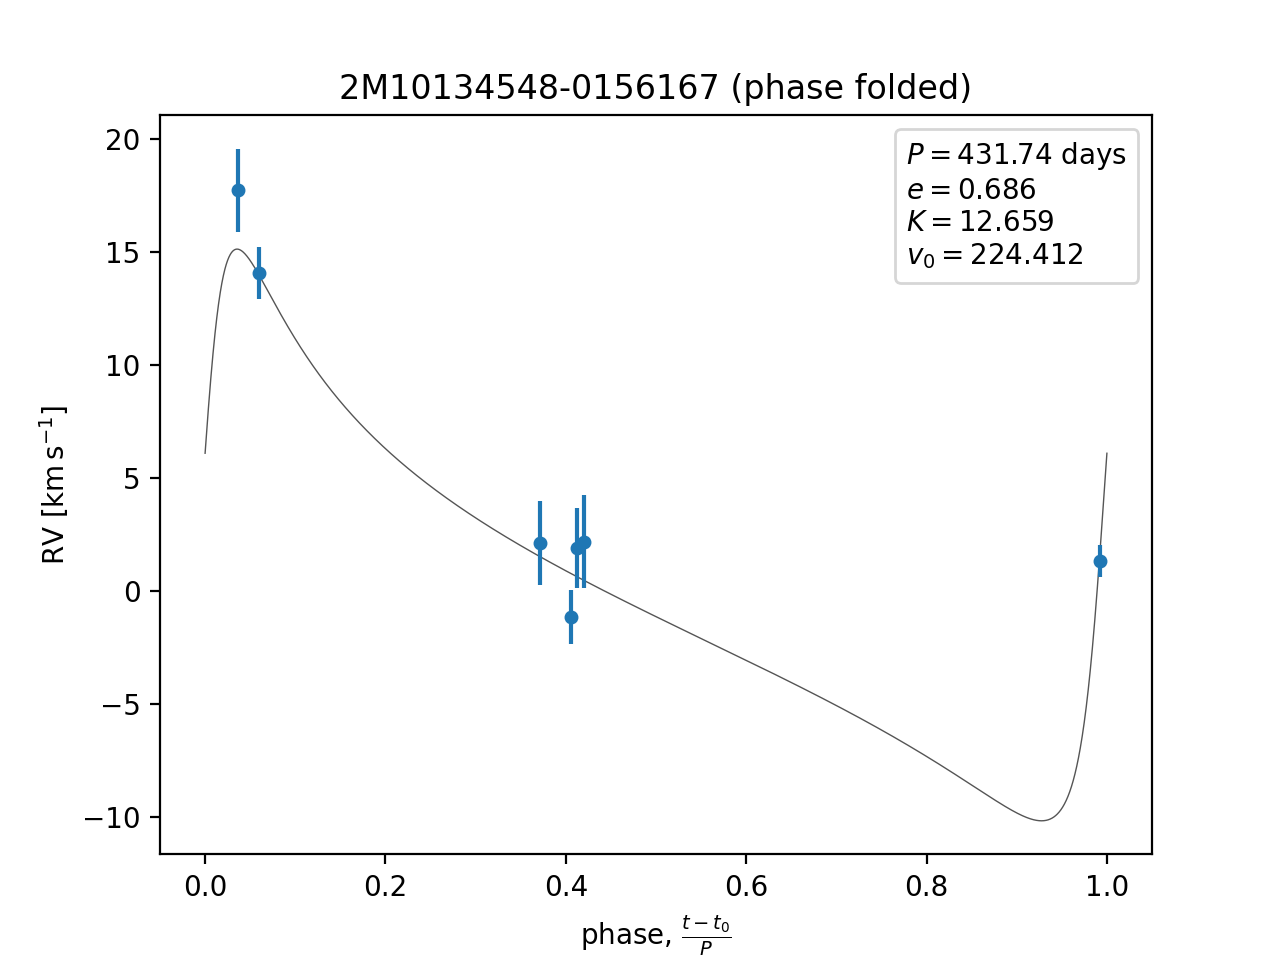 2M10134548-0156167 (phase folded)
P = 431.74 days
e = 0.686
K = 12.659
v₀ = 224.412
20
15
10
5
0
−5
−10
RV [km s⁻¹]
0.0 0.2 0.4 0.6 0.8 1.0
phase, (t − t₀)/P